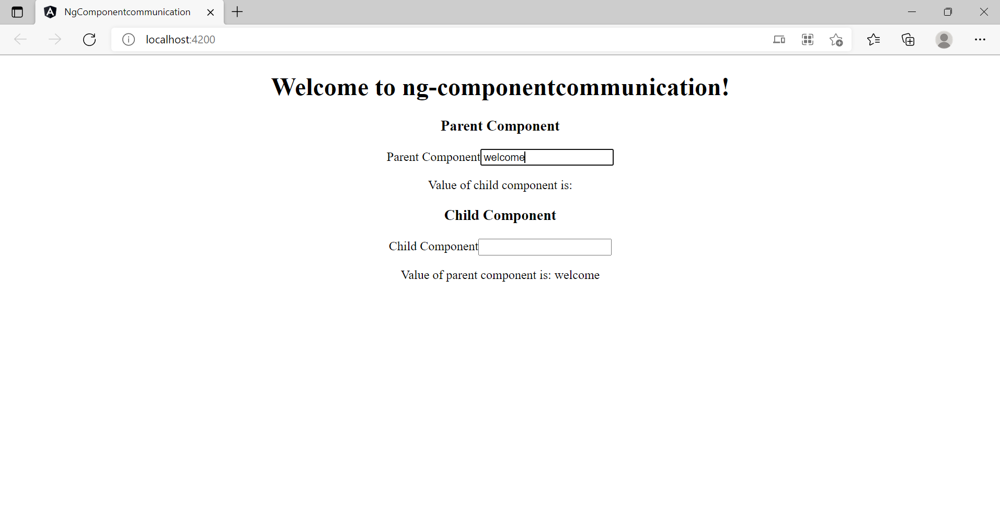 NgComponentcommunication
localhost:4200
Welcome to ng-componentcommunication!
Parent Component
Parent Component welcome
Value of child component is:
Child Component
Child Component
Value of parent component is: welcome